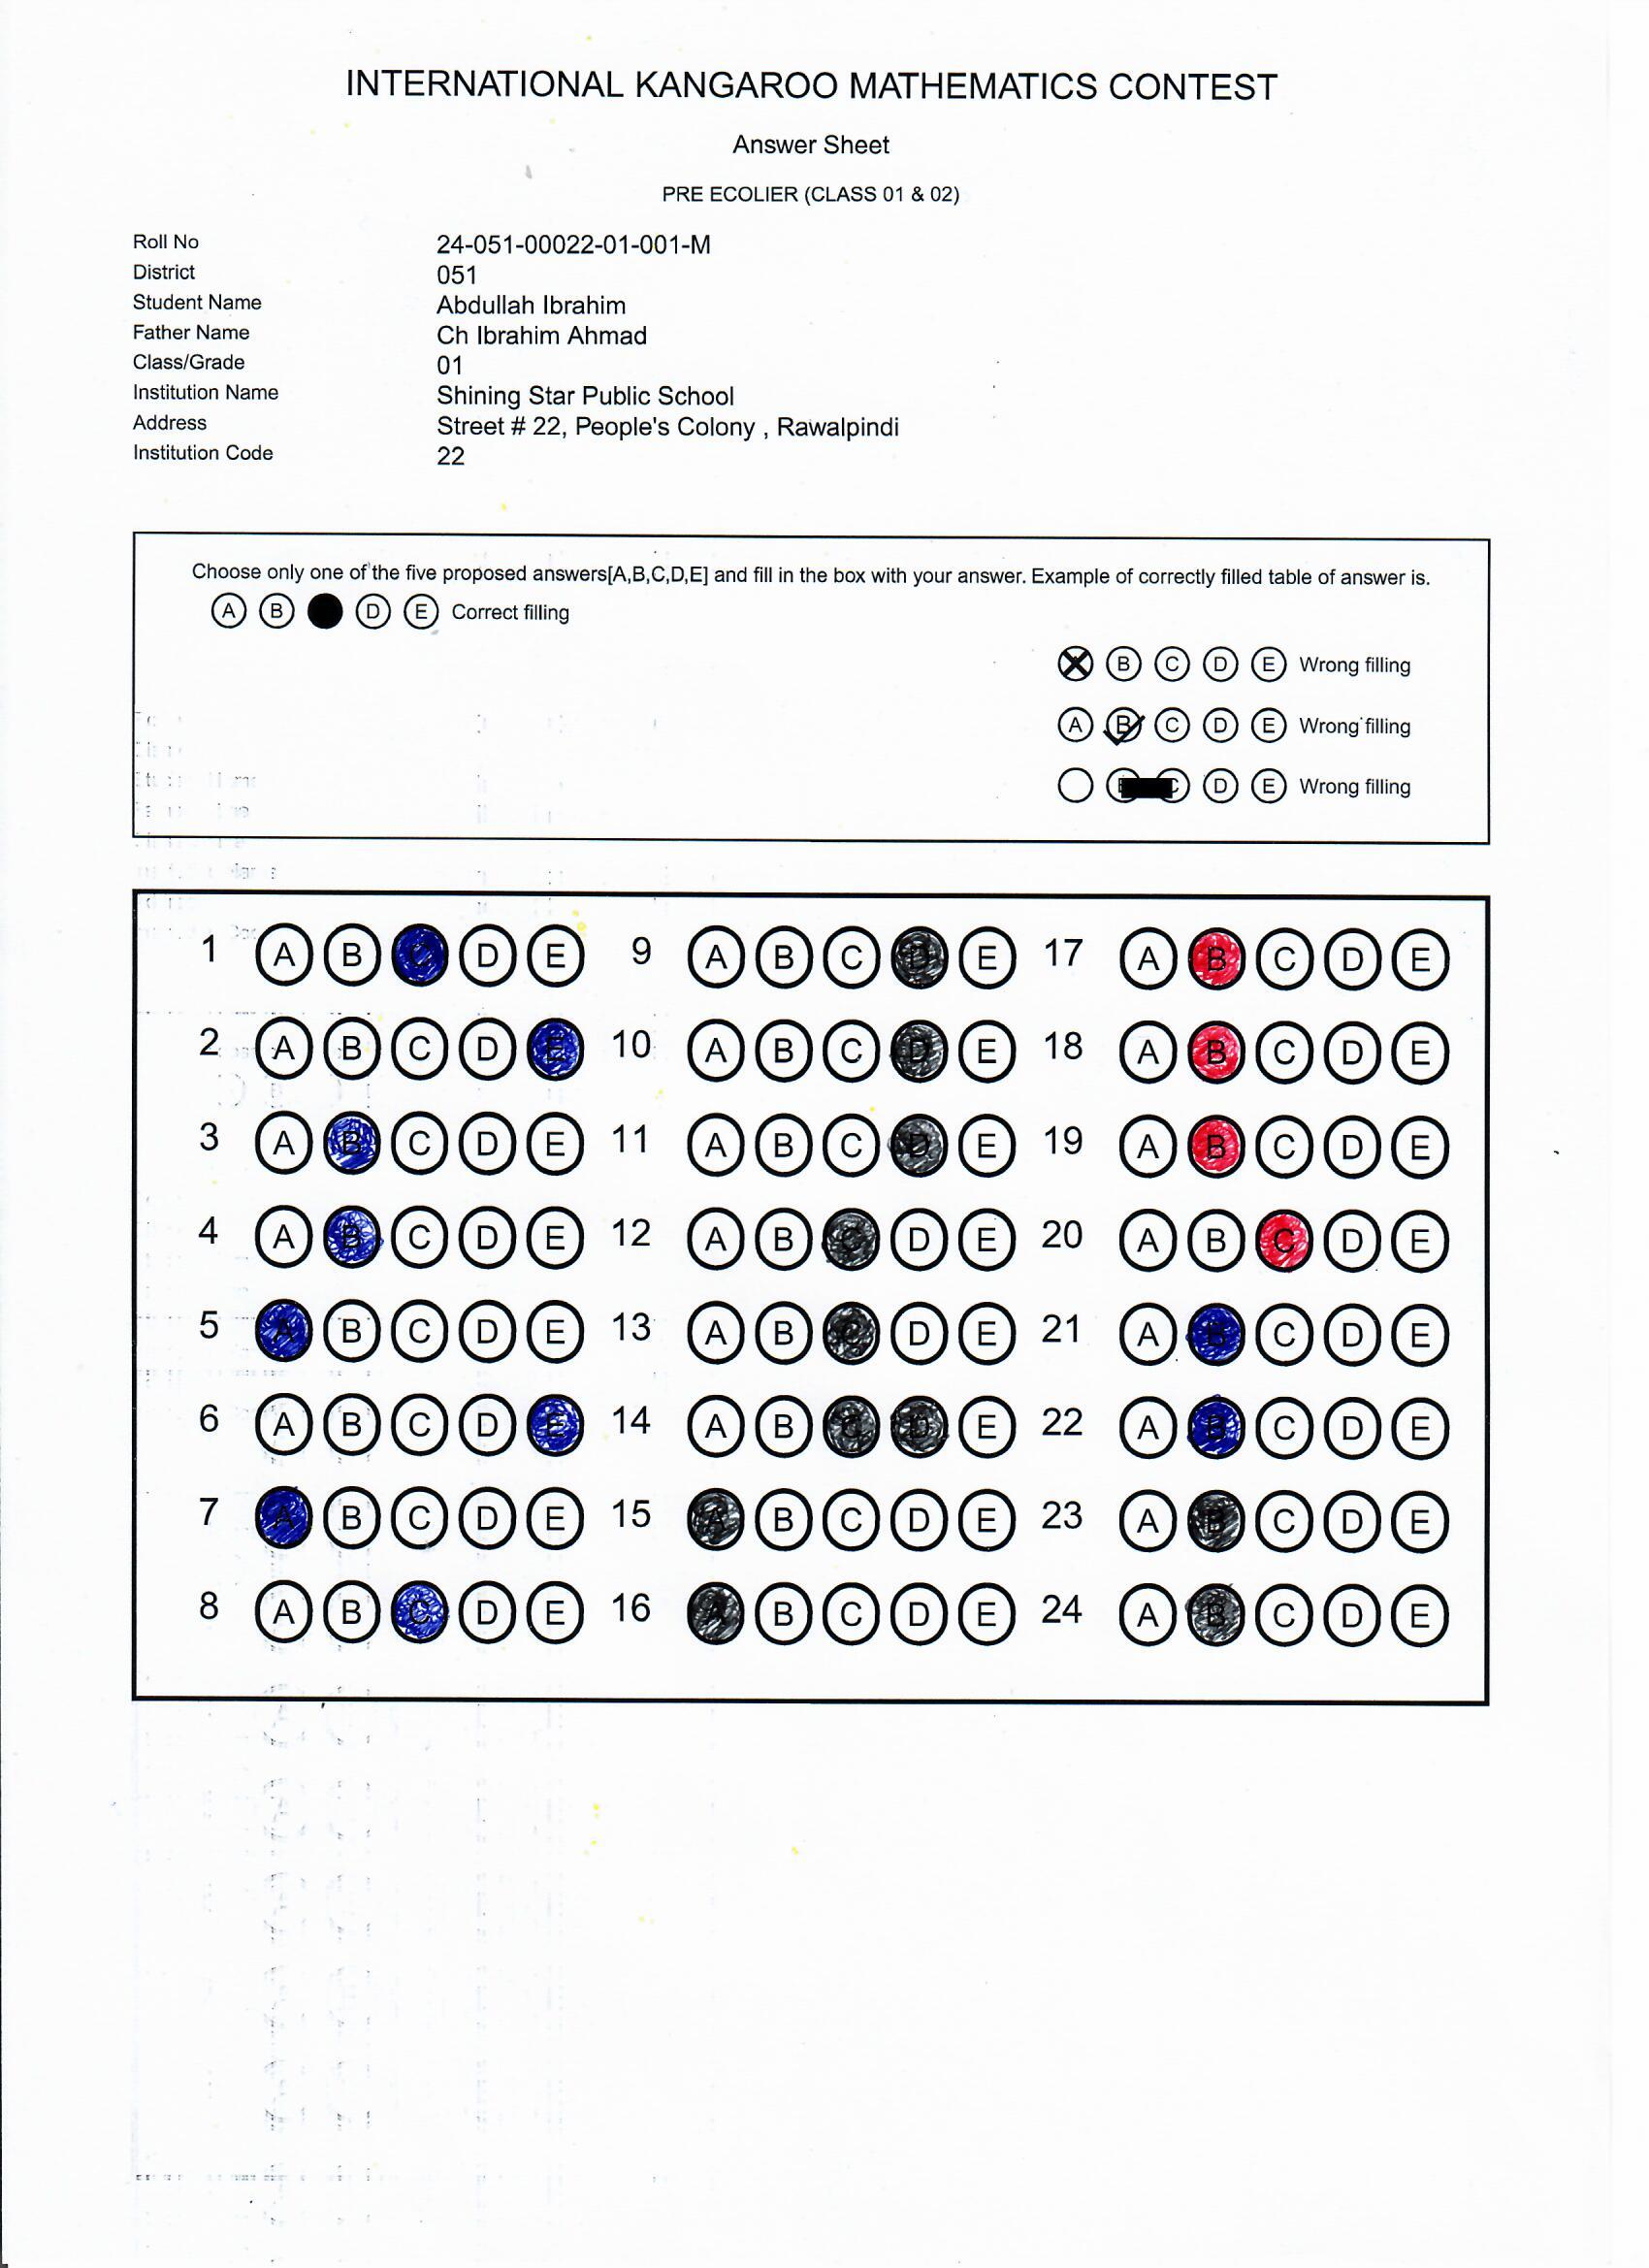 INTERNATIONAL KANGAROO MATHEMATICS CONTEST
Answer Sheet
PRE ECOLIER (CLASS 01 & 02)
Roll No 24-051-00022-01-001-M
District 051
Student Name Abdullah Ibrahim
Father Name Ch Ibrahim Ahmad
Class/Grade 01
Institution Name Shining Star Public School
Address Street # 22, People's Colony , Rawalpindi
Institution Code 22
Choose only one of the five proposed answers[A,B,C,D,E] and fill in the box with your answer. Example of correctly filled table of answer is.
A B D E Correct filling
B C D E Wrong filling
A B C D E Wrong filling
D E Wrong filling
1 A B C D E 9 A B C D E 17 A B C D E
2 A B C D E 10 A B C D E 18 A B C D E
3 A B C D E 11 A B C D E 19 A B C D E
4 A B C D E 12 A B C D E 20 A B C D E
5 A B C D E 13 A B C D E 21 A B C D E
6 A B C D E 14 A B C D E 22 A B C D E
7 A B C D E 15 A B C D E 23 A B C D E
8 A B C D E 16 A B C D E 24 A B C D E